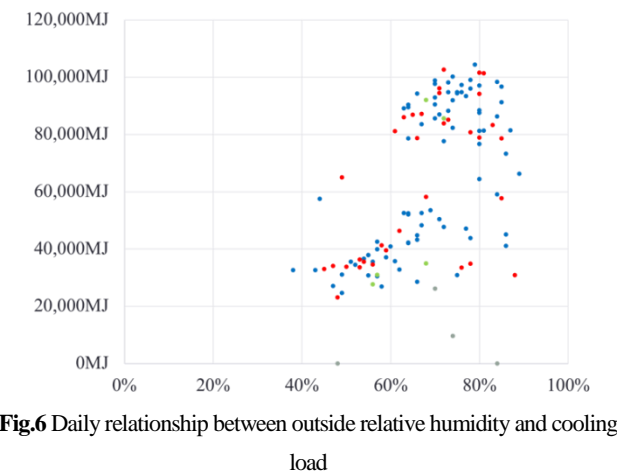 120,000MJ
100,000MJ
80,000MJ
60,000MJ
40,000MJ
20,000MJ
0MJ
0% 20% 40% 60% 80% 100%
Fig.6 Daily relationship between outside relative humidity and cooling
load